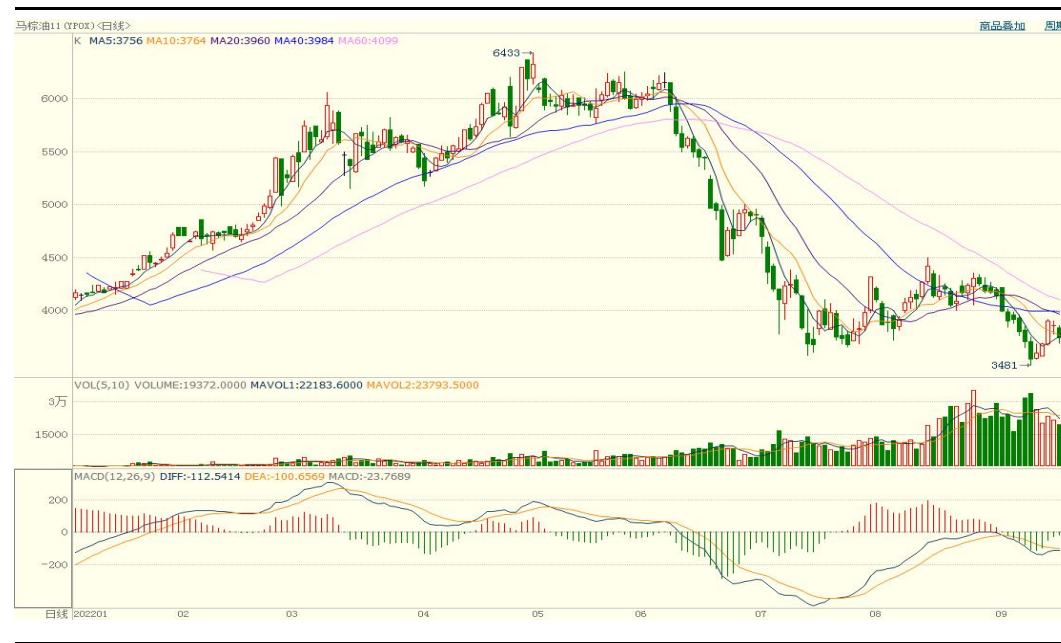 马棕油11 (YPOX)<日线> 商品叠加
K MA5:3756 MA10:3764 MA20:3960 MA40:3984 MA60:4099
6433
6000
5500
5000
4500
4000
3481
VOL(5,10) VOLUME:19372.0000 MAVOL1:22183.6000 MAVOL2:23793.5000
3万
15000
MACD(12,26,9) DIFF:-112.5414 DEA:-100.6569 MACD:-23.7689
200
0
-200
日线 202201 02 03 04 05 06 07 08 09